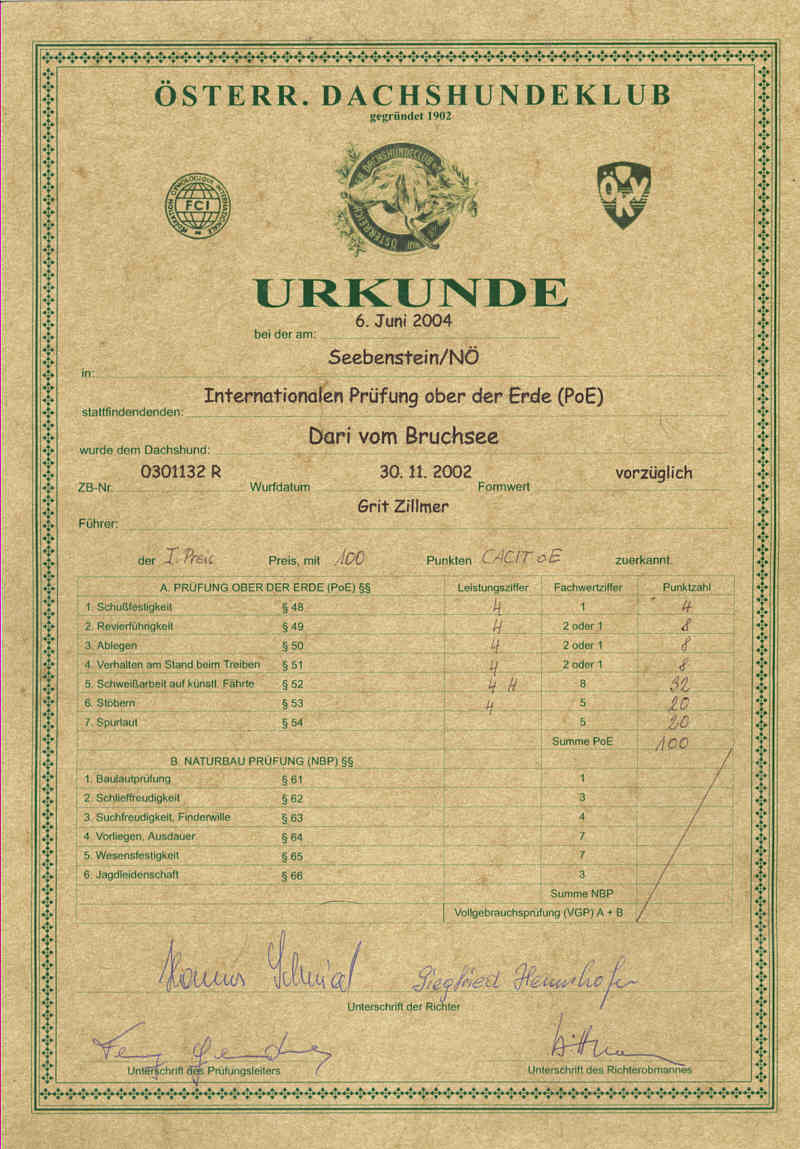 ÖSTERR. DACHSHUNDEKLUB
gegründet 1902
FÉDÉRATION CYNOLOGIQUE INTERNATIONALE
FCI
DACHSHUNDECLUB
ÖSTERREICH
ÖKV
URKUNDE
6. Juni 2004
bei der am:
Seebenstein/NÖ
in:
Internationalen Prüfung ober der Erde (PoE)
stattfindendenden:
Dari vom Bruchsee
wurde dem Dachshund:
0301132 R 30. 11. 2002 vorzüglich
ZB-Nr. Wurfdatum Formwert
Grit Zillmer
Führer:
der I. Preis Preis, mit 100 Punkten CACIT oE zuerkannt.
A. PRÜFUNG OBER DER ERDE (PoE) §§ Leistungsziffer Fachwertziffer Punktzahl
1. Schußfestigkeit § 48 4 1 4
2. Revierführigkeit § 49 4 2 oder 1 8
3. Ablegen § 50 4 2 oder 1 8
4. Verhalten am Stand beim Treiben § 51 4 2 oder 1 8
5. Schweißarbeit auf künstl. Fährte § 52 4 H 8 32
6. Stöbern § 53 4 5 20
7. Spurlaut § 54 5 20
Summe PoE 100
B. NATURBAU PRÜFUNG (NBP) §§
1. Baulautprüfung § 61 1
2. Schlieffreudigkeit § 62 3
3. Suchfreudigkeit, Finderwille § 63 4
4. Vorliegen, Ausdauer § 64 7
5. Wesensfestigkeit § 65 7
6. Jagdleidenschaft § 66 3
Summe NBP
Vollgebrauchsprüfung (VGP) A + B
Siegfried
Unterschrift der Richter
Unterschrift des Prüfungsleiters Unterschrift des Richterobmannes